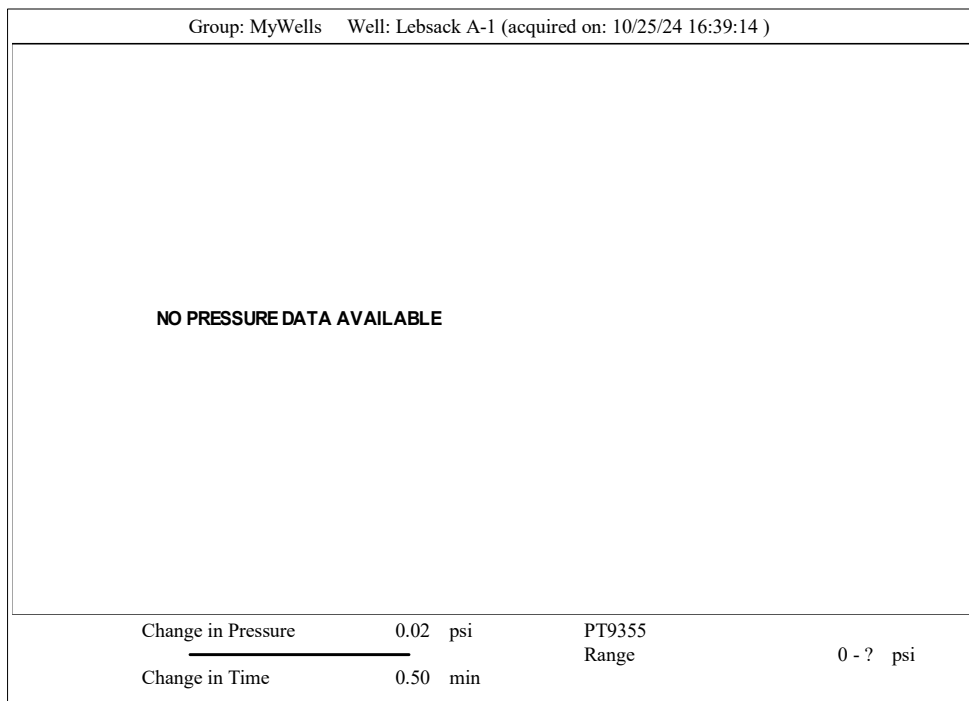 Group: MyWells Well: Lebsack A-1 (acquired on: 10/25/24 16:39:14 )
NO PRESSURE DATA AVAILABLE
Change in Pressure 0.02 psi PT9355
Range 0 - ? psi
Change in Time 0.50 min